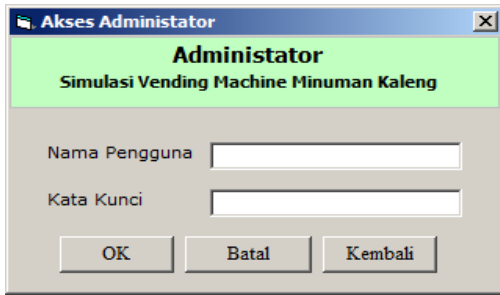 Akses Administator
Administator
Simulasi Vending Machine Minuman Kaleng
Nama Pengguna
Kata Kunci
OK Batal Kembali